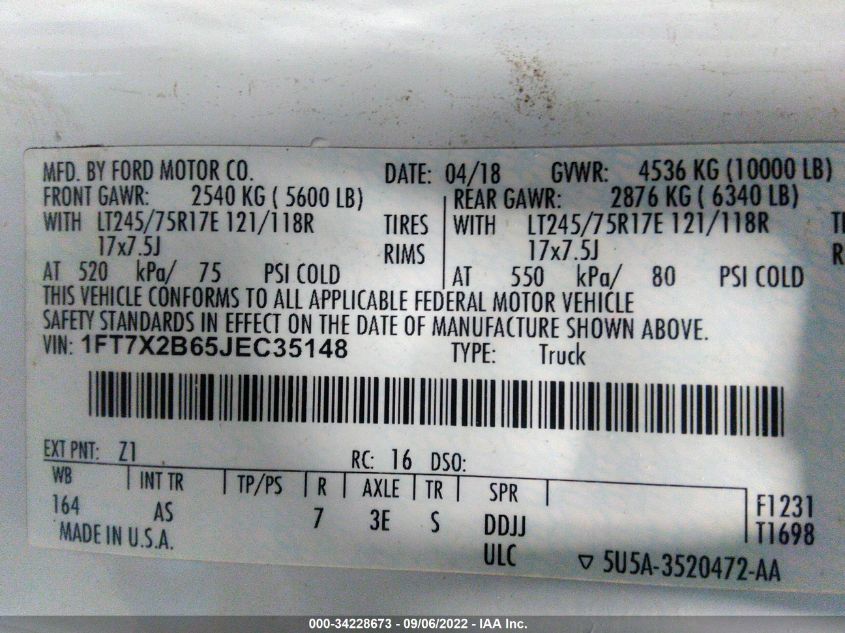 MFD. BY FORD MOTOR CO. DATE: 04/18 GVWR: 4536 KG (10000 LB)
FRONT GAWR: 2540 KG ( 5600 LB) REAR GAWR: 2876 KG ( 6340 LB)
WITH LT245/75R17E 121/118R TIRES WITH LT245/75R17E 121/118R
17x7.5J RIMS 17x7.5J
AT 520 kPa/ 75 PSI COLD AT 550 kPa/ 80 PSI COLD
THIS VEHICLE CONFORMS TO ALL APPLICABLE FEDERAL MOTOR VEHICLE
SAFETY STANDARDS IN EFFECT ON THE DATE OF MANUFACTURE SHOWN ABOVE.
VIN: 1FT7X2B65JEC35148 TYPE: Truck
EXT PNT: Z1 RC: 16 DSO:
WB INT TR TP/PS R AXLE TR SPR
164 AS 7 3E S DDJJ F1231
MADE IN U.S.A. ULC T1698
5U5A-3520472-AA
000-34228673 - 09/06/2022 - IAA Inc.